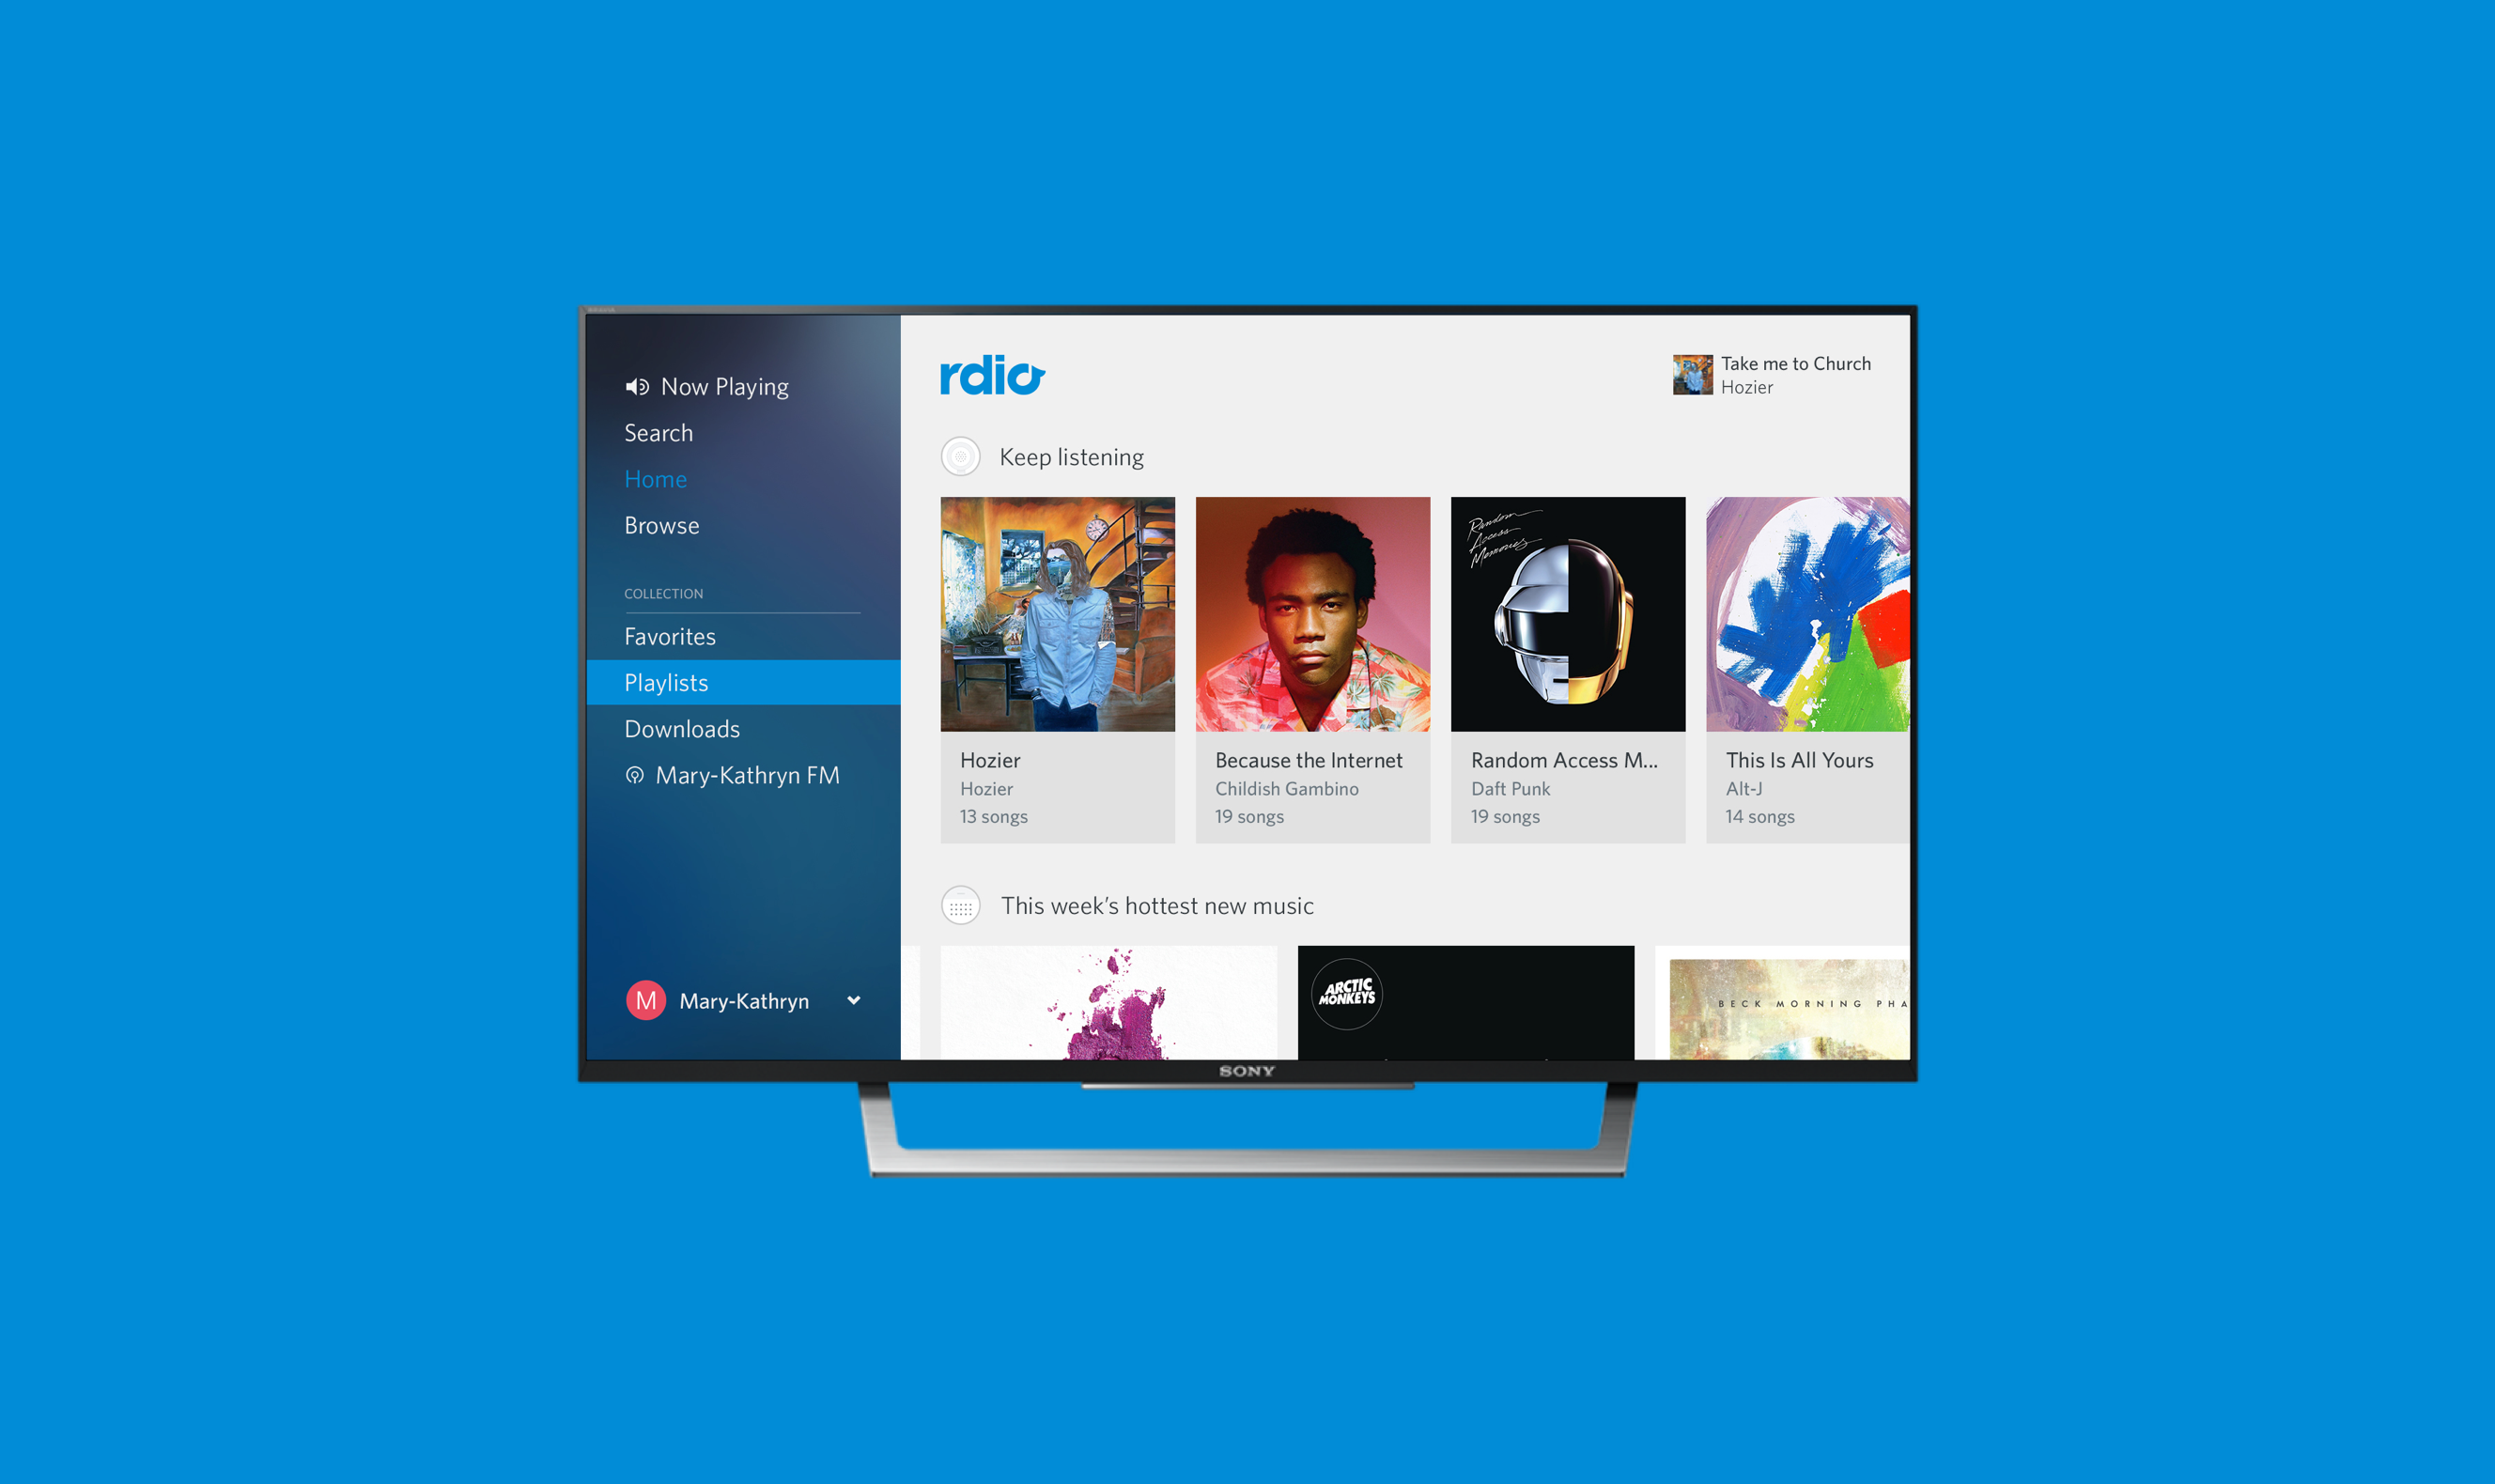 Now Playing
Search
Home
Browse
COLLECTION
Favorites
Playlists
Downloads
Mary-Kathryn FM
M
Mary-Kathryn
rdio
Take me to Church
Hozier
Keep listening
Random
Access
Memories
Hozier
Hozier
13 songs
Because the Internet
Childish Gambino
19 songs
Random Access M...
Daft Punk
19 songs
This Is All Yours
Alt-J
14 songs
This week's hottest new music
ARCTIC
MONKEYS
BECK MORNING PHA
SONY